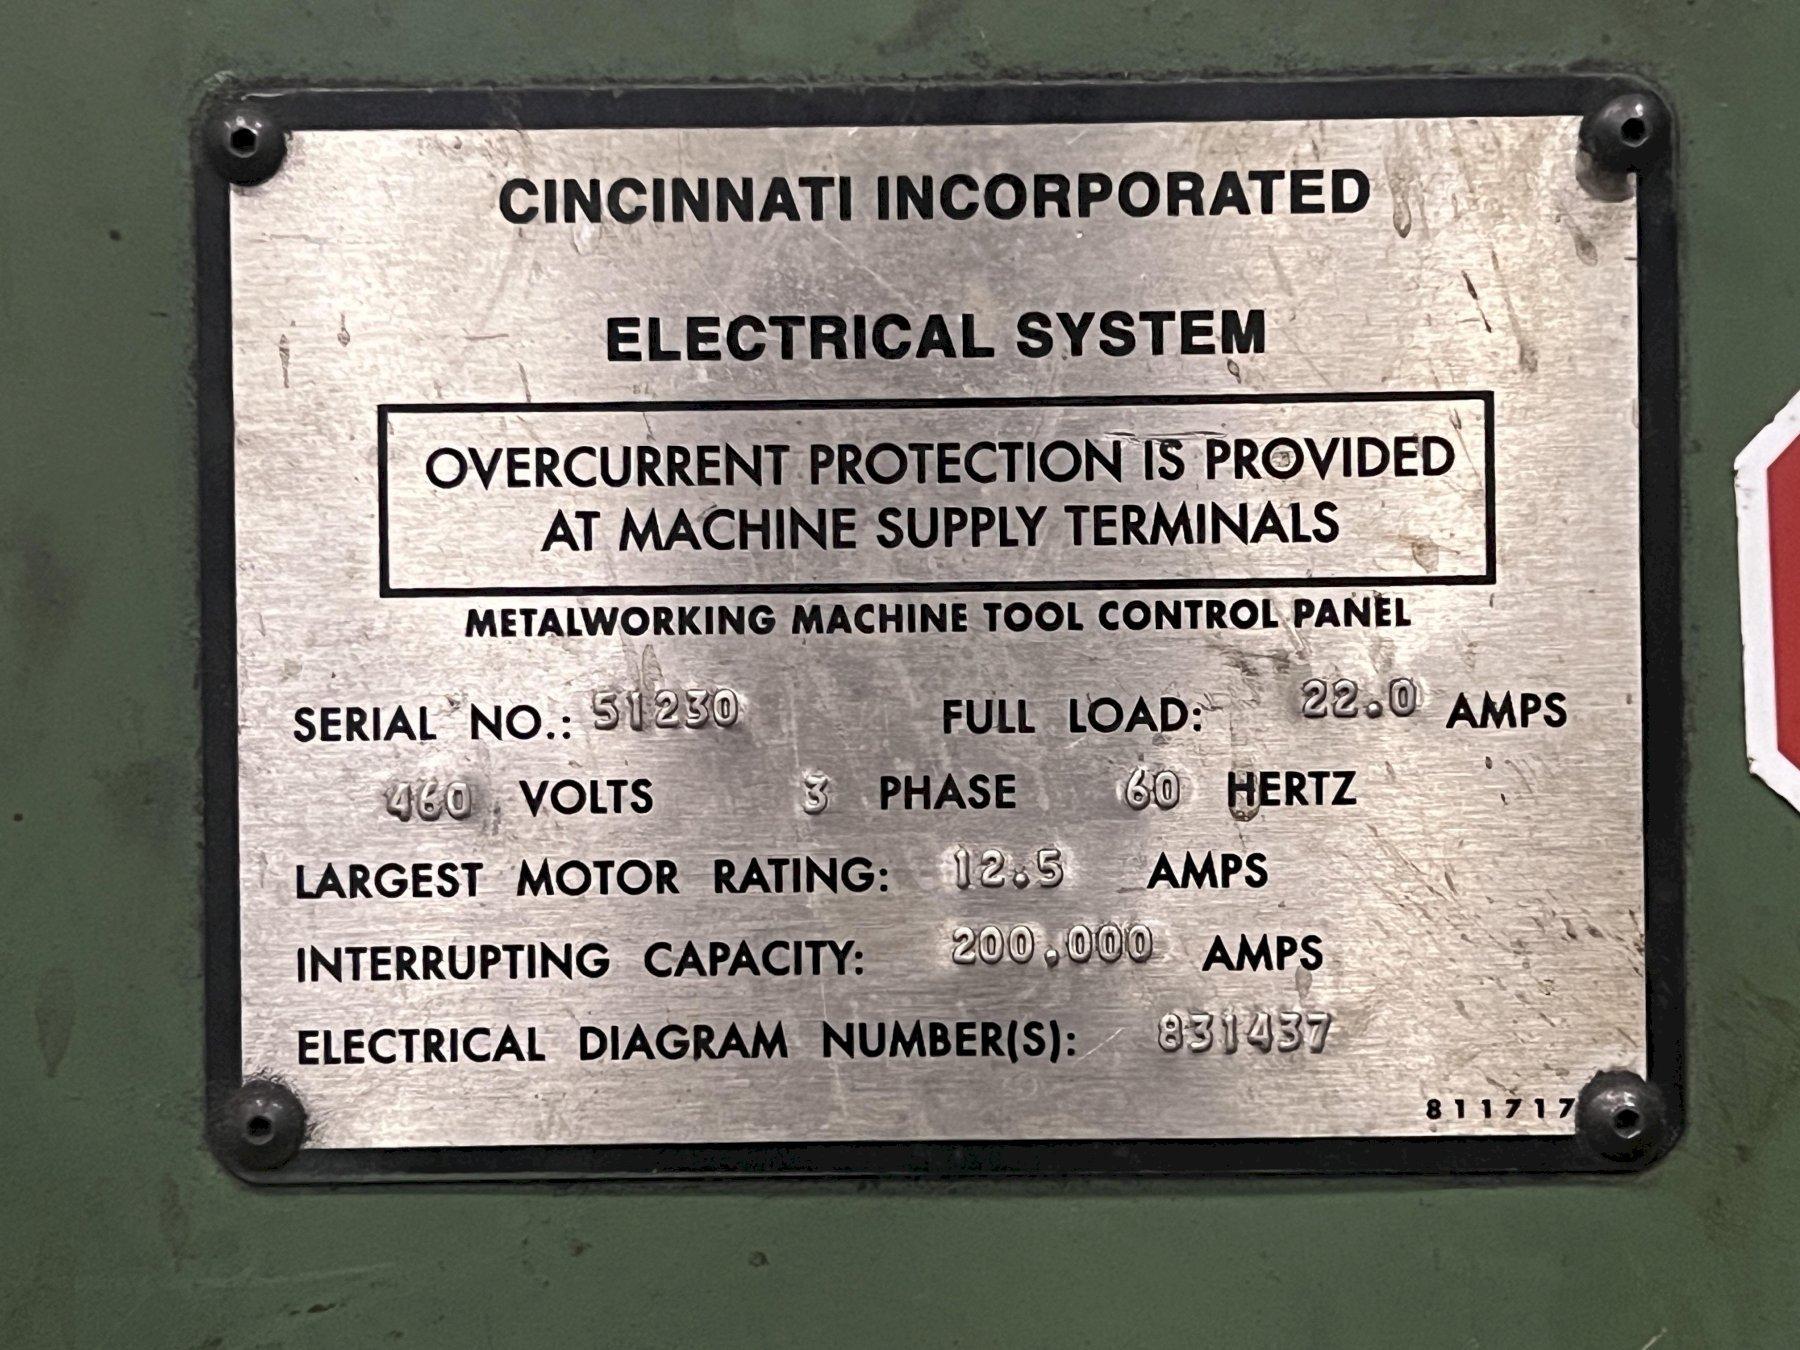 CINCINNATI INCORPORATED
ELECTRICAL SYSTEM
OVERCURRENT PROTECTION IS PROVIDED
AT MACHINE SUPPLY TERMINALS
METALWORKING MACHINE TOOL CONTROL PANEL
SERIAL NO.: 51230 FULL LOAD: 22.0 AMPS
460 VOLTS 3 PHASE 60 HERTZ
LARGEST MOTOR RATING: 12.5 AMPS
INTERRUPTING CAPACITY: 200,000 AMPS
ELECTRICAL DIAGRAM NUMBER(S): 831437
811717